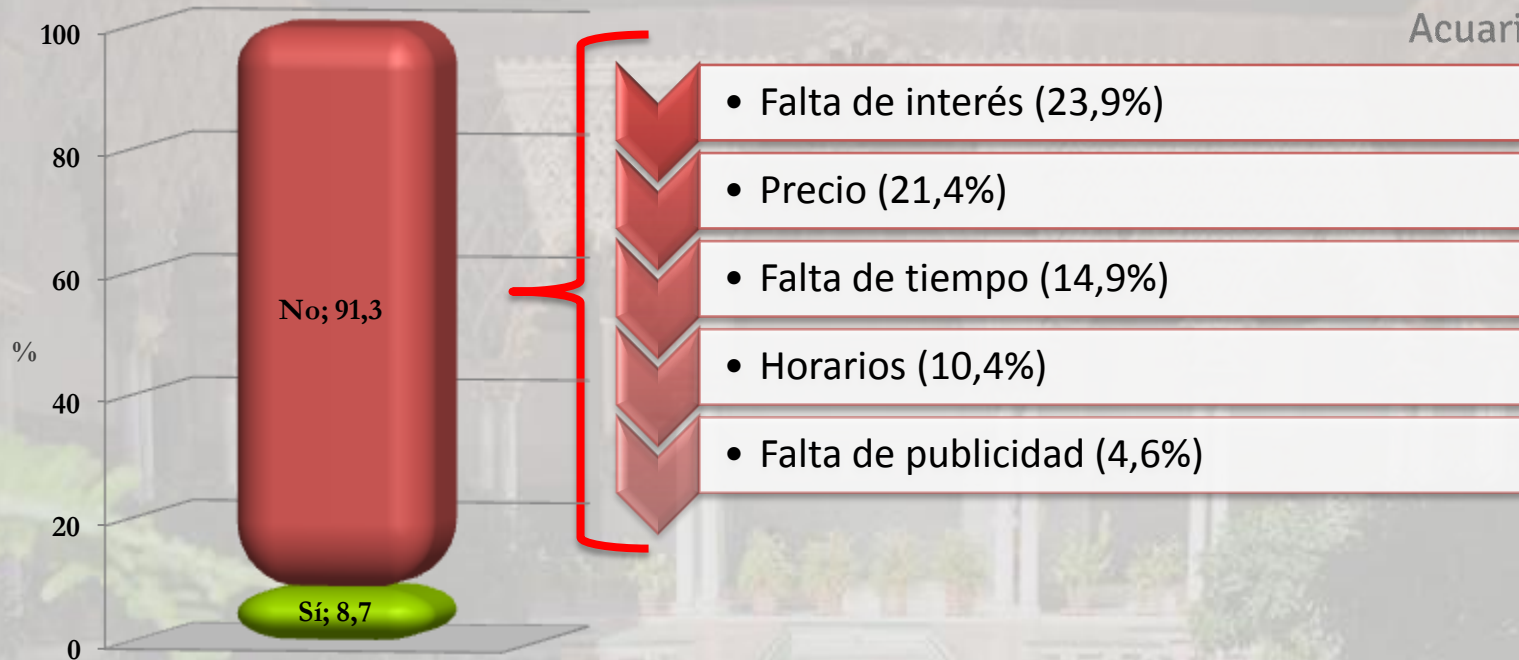 Acuari
100
80
60
40
20
0
%
No; 91,3
Sí; 8,7
• Falta de interés (23,9%)
• Precio (21,4%)
• Falta de tiempo (14,9%)
• Horarios (10,4%)
• Falta de publicidad (4,6%)